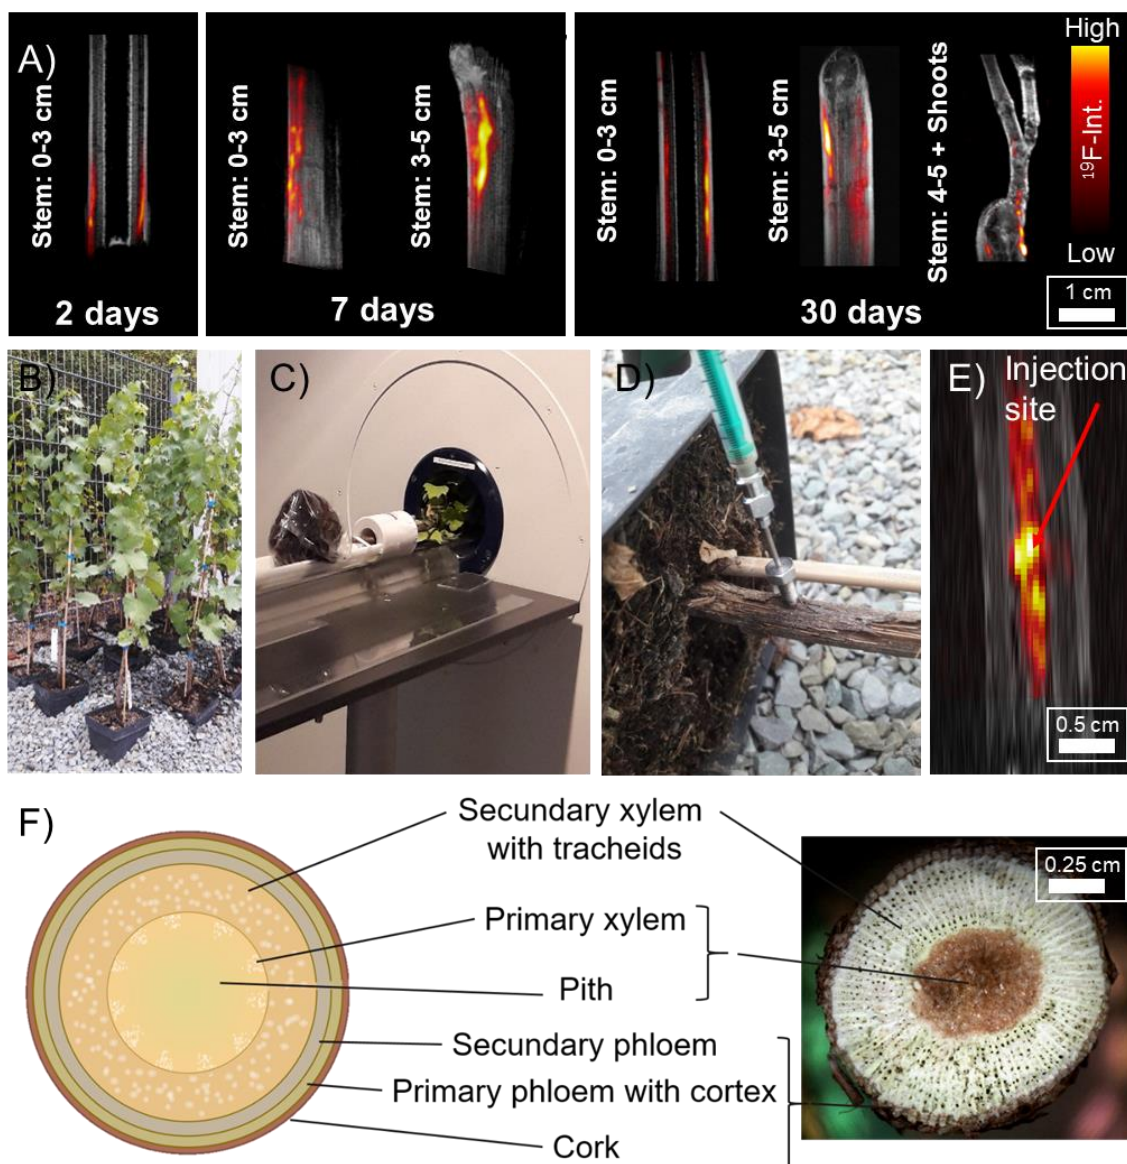 A)
Stem: 0-3 cm
2 days
Stem: 0-3 cm
Stem: 3-5 cm
7 days
Stem: 0-3 cm
Stem: 3-5 cm
Stem: 4-5 + Shoots
30 days
High
¹⁹F-Int.
Low
1 cm
B)
C)
D)
E)
Injection
site
0.5 cm
F)
Secundary xylem
with tracheids
Primary xylem
Pith
Secundary phloem
Primary phloem with cortex
Cork
0.25 cm